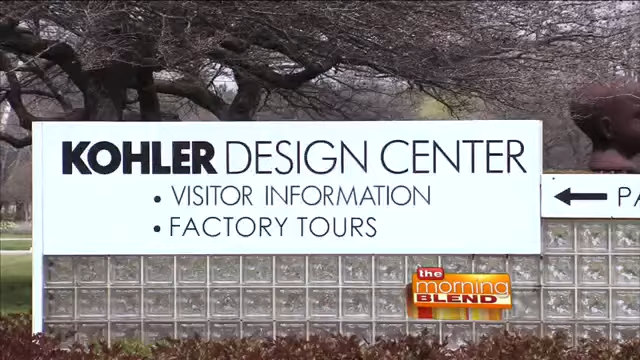 KOHLER DESIGN CENTER
• VISITOR INFORMATION
• FACTORY TOURS
the
morning
BLEND